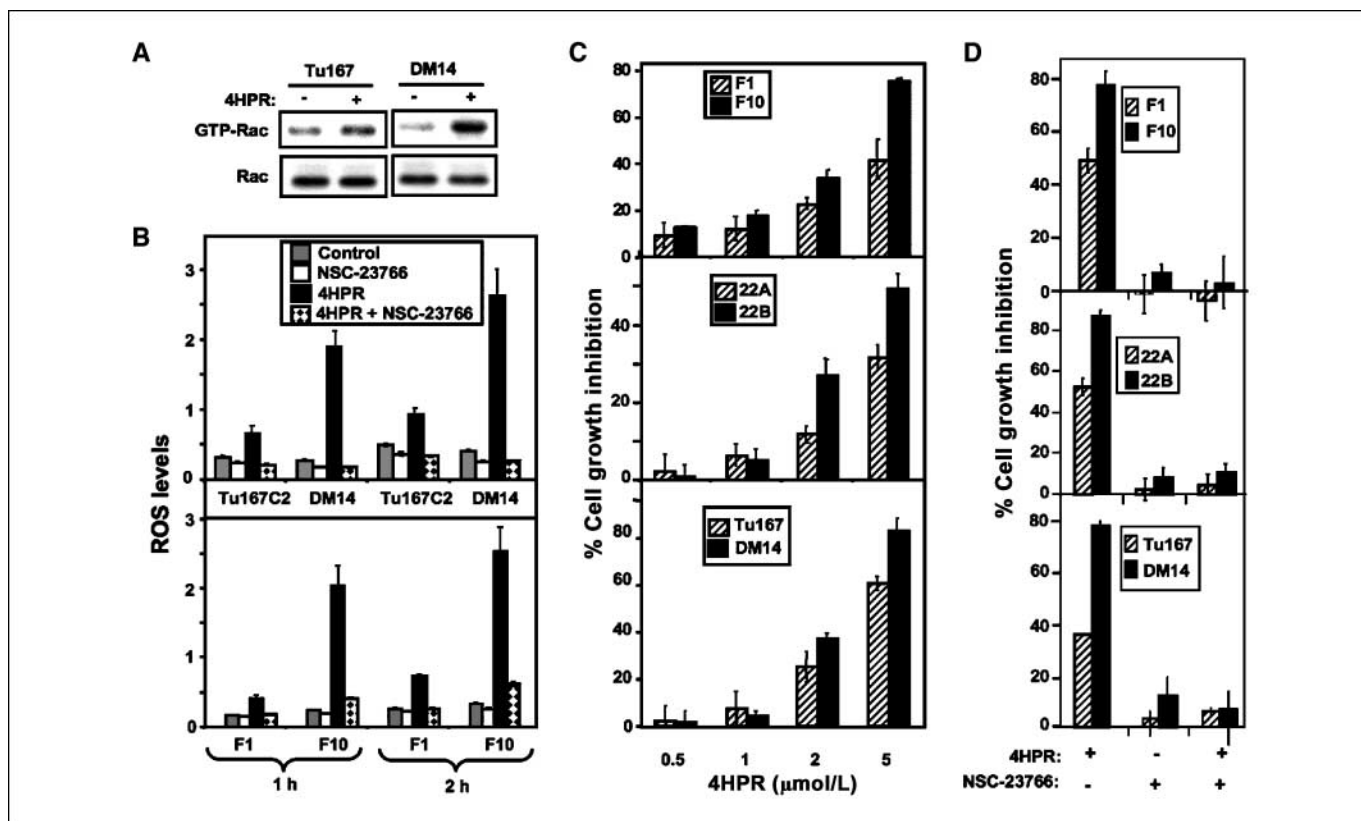 A
Tu167 DM14
4HPR: - + - +
GTP-Rac
Rac
B
Control
NSC-23766
4HPR
4HPR + NSC-23766
ROS levels
3
2
1
0
Tu167C2 DM14 Tu167C2 DM14
3
2
1
0
F1 F10 F1 F10
1 h 2 h
C
% Cell growth inhibition
80
60
40
20
0
F1
F10
40
20
0
22A
22B
80
60
40
20
0
Tu167
DM14
0.5 1 2 5
4HPR (μmol/L)
D
% Cell growth inhibition
80
60
40
20
0
F1
F10
80
60
40
20
0
22A
22B
80
60
40
20
0
Tu167
DM14
4HPR: + - +
NSC-23766: - + +